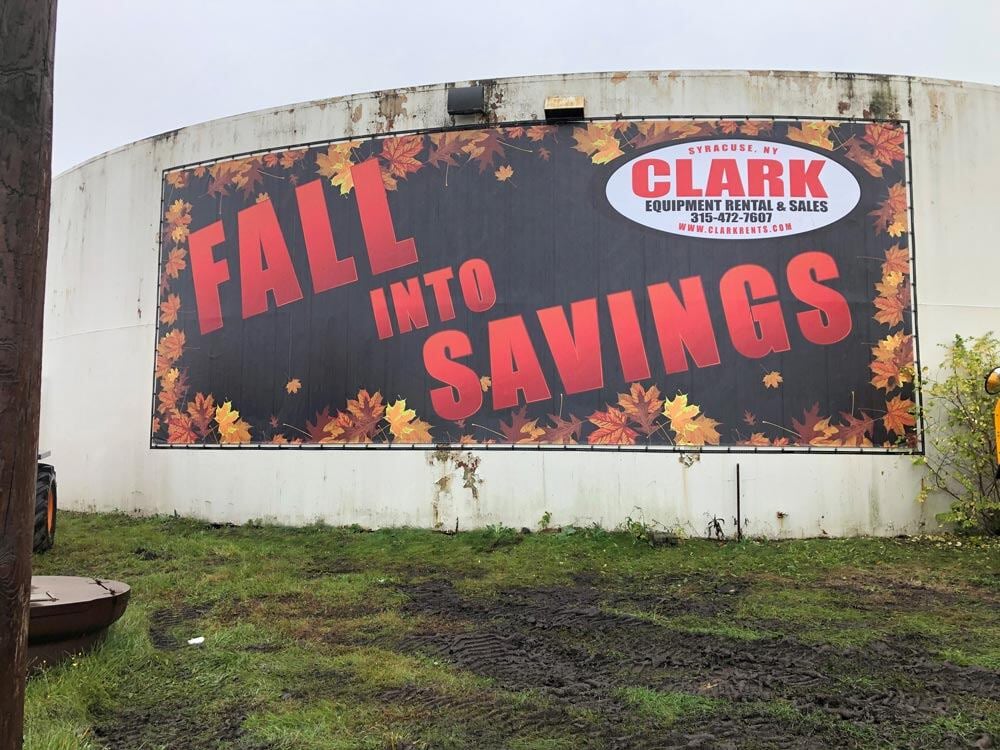 FALL
INTO
SAVINGS
SYRACUSE, NY
CLARK
EQUIPMENT RENTAL & SALES
315-472-7607
WWW.CLARKRENTS.COM